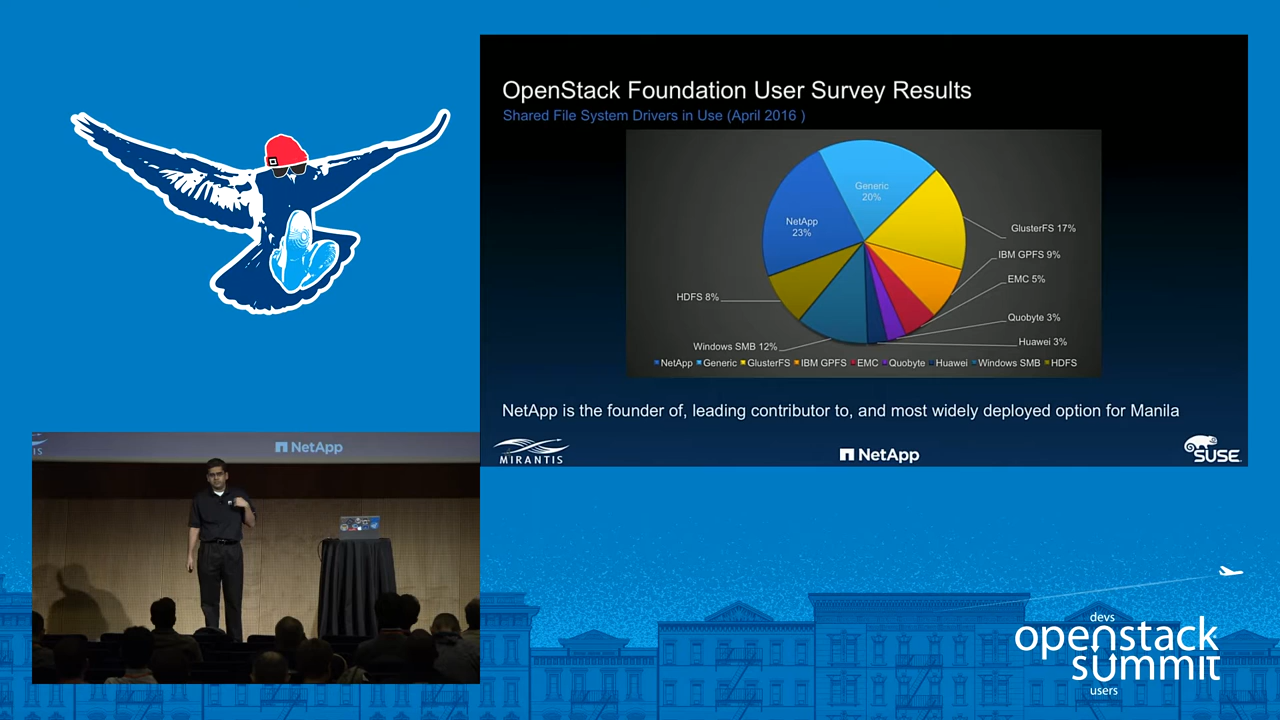 OpenStack Foundation User Survey Results
Shared File System Drivers in Use (April 2016 )
Generic
20%
NetApp
23%
GlusterFS 17%
IBM GPFS 9%
EMC 5%
HDFS 8%
Quobyte 3%
Huawei 3%
Windows SMB 12%
NetApp Generic GlusterFS IBM GPFS EMC Quobyte Huawei Windows SMB HDFS
NetApp is the founder of, leading contributor to, and most widely deployed option for Manila
MIRANTIS
NetApp
SUSE
IS
NetApp
devs
openstack
summit
users